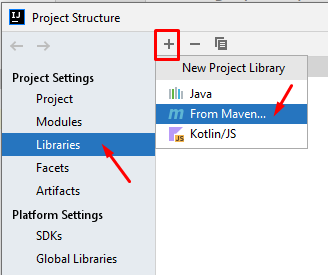 Project Structure
New Project Library
Java
From Maven...
Kotlin/JS
Project Settings
Project
Modules
Libraries
Facets
Artifacts
Platform Settings
SDKs
Global Libraries